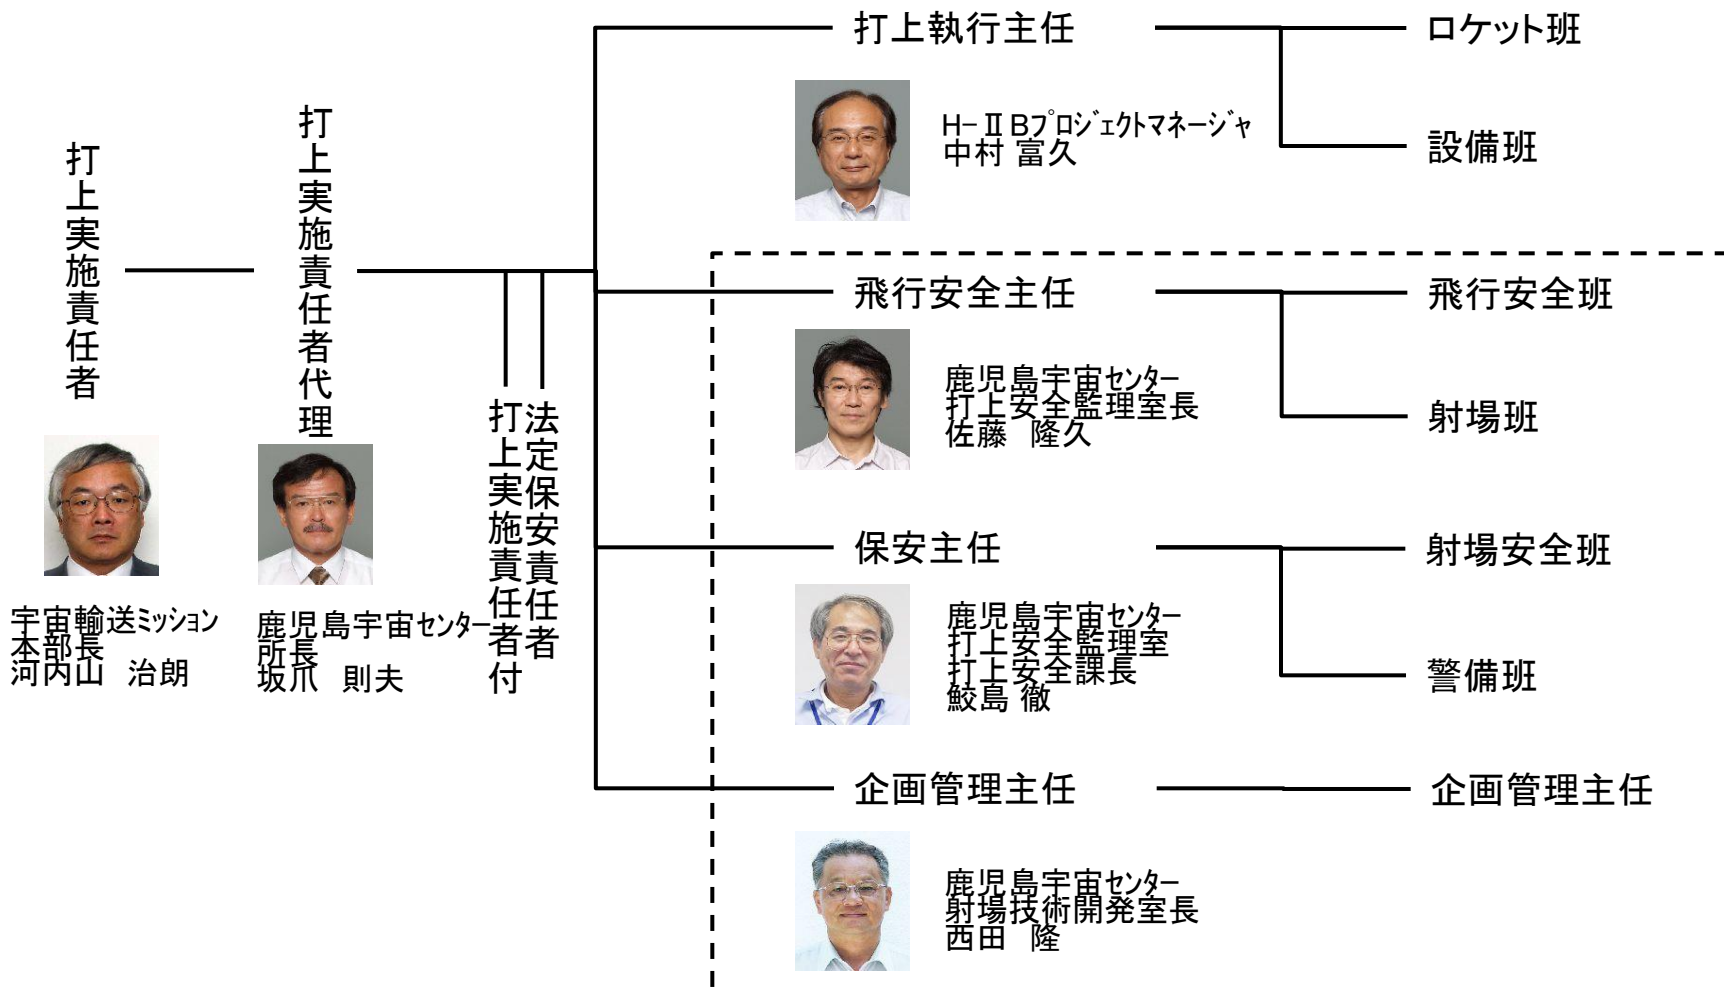 打上実施責任者
宇宙輸送ミッション
本部長
河内山　治朗
打上実施責任者代理
鹿児島宇宙センター
所長
坂爪　則夫
打上実施責任者付
法定保安責任者
打上執行主任
H-ⅡBプロジェクトマネージャ
中村 富久
ロケット班
設備班
飛行安全主任
鹿児島宇宙センター
打上安全監理室長
佐藤　隆久
飛行安全班
射場班
保安主任
鹿児島宇宙センター
打上安全監理室
打上安全課長
鮫島 徹
射場安全班
警備班
企画管理主任
鹿児島宇宙センター
射場技術開発室長
西田　隆
企画管理主任